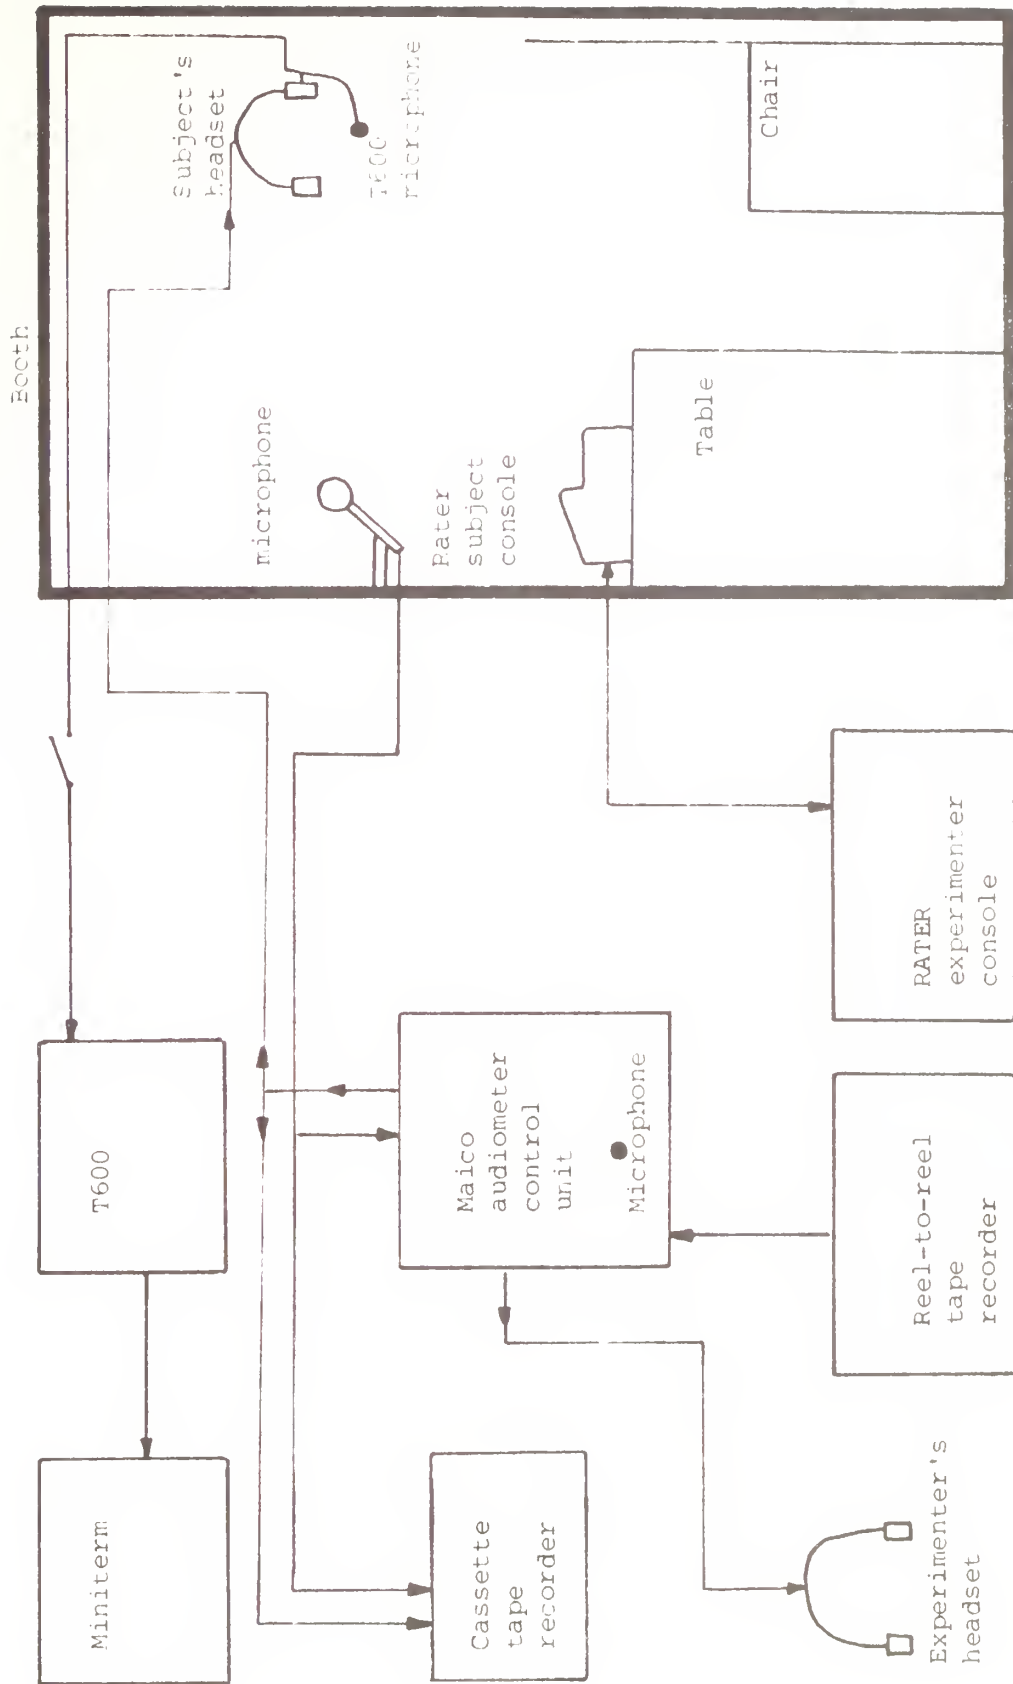 Booth
Subject's
headset
T600
microphone
Chair
microphone
Rater
subject
console
Table
T600
Maico
audiometer
control
unit
Microphone
RATER
experimenter
console
Miniterm
Cassette
tape
recorder
Reel-to-reel
tape
recorder
Experimenter's
headset